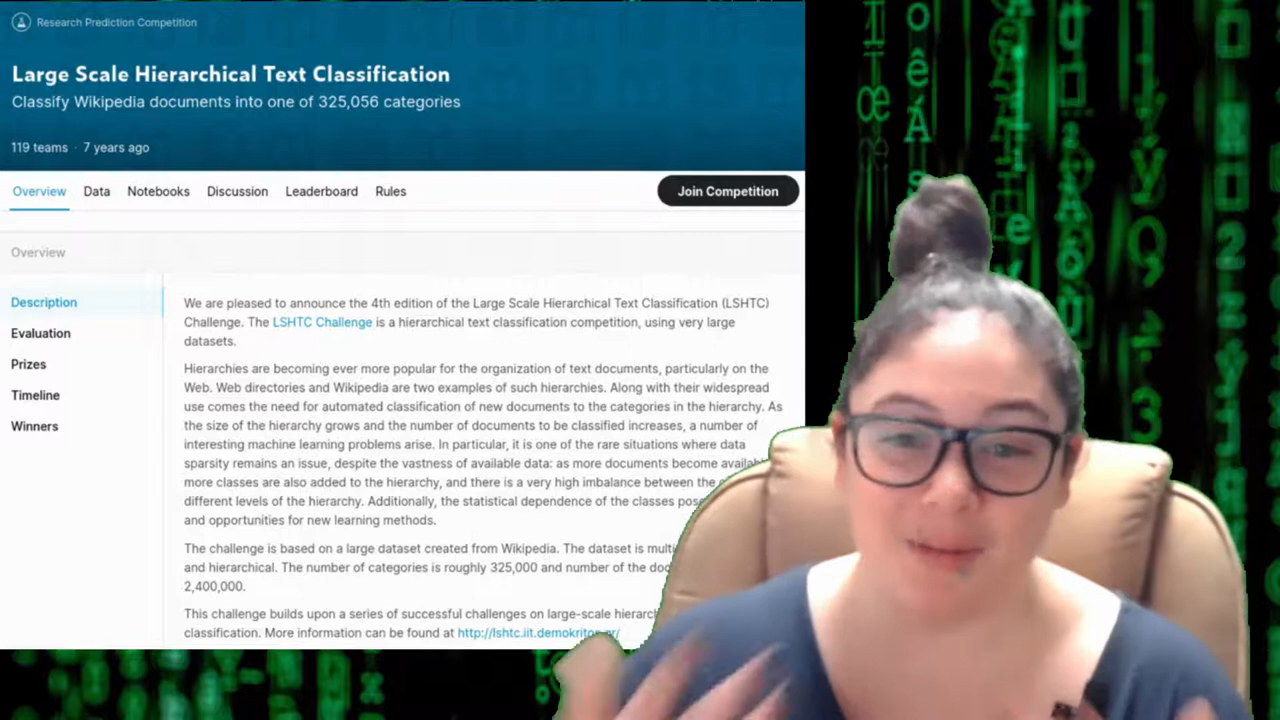 Research Prediction Competition
Large Scale Hierarchical Text Classification
Classify Wikipedia documents into one of 325,056 categories
119 teams · 7 years ago
Overview Data Notebooks Discussion Leaderboard Rules Join Competition
Overview
Description
Evaluation
Prizes
Timeline
Winners
We are pleased to announce the 4th edition of the Large Scale Hierarchical Text Classification (LSHTC)
Challenge. The LSHTC Challenge is a hierarchical text classification competition, using very large
datasets.
Hierarchies are becoming ever more popular for the organization of text documents, particularly on the
Web. Web directories and Wikipedia are two examples of such hierarchies. Along with their widespread
use comes the need for automated classification of new documents to the categories in the hierarchy. As
the size of the hierarchy grows and the number of documents to be classified increases, a number of
interesting machine learning problems arise. In particular, it is one of the rare situations where data
sparsity remains an issue, despite the vastness of available data: as more documents become
more classes are also added to the hierarchy, and there is a very high imbalance between the
different levels of the hierarchy. Additionally, the statistical dependence of the classes
and opportunities for new learning methods.
The challenge is based on a large dataset created from Wikipedia. The dataset is
and hierarchical. The number of categories is roughly 325,000 and number of the
2,400,000.
This challenge builds upon a series of successful challenges on large-scale
classification. More information can be found at http://lshtc.iit.demokritos.gr/